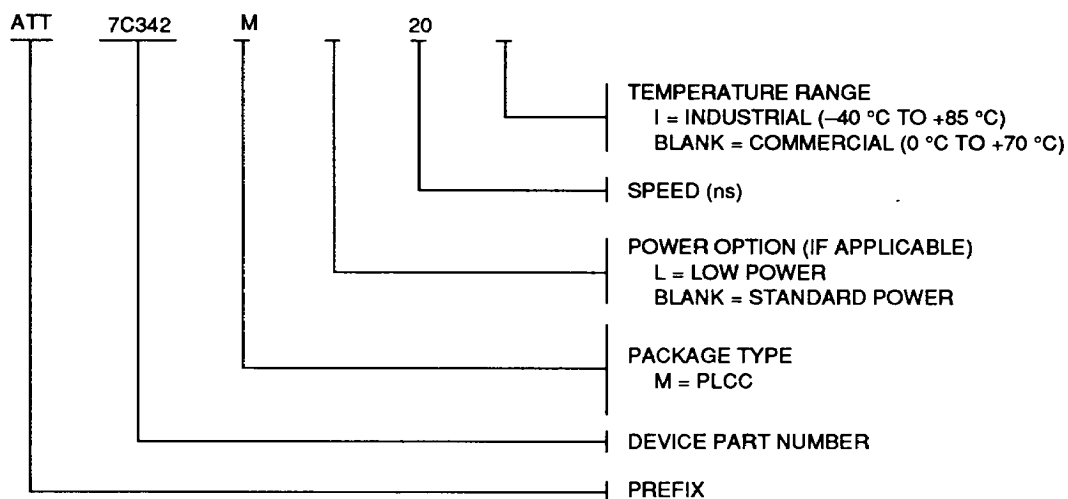 ATT 7C342 M 20
TEMPERATURE RANGE
I = INDUSTRIAL (–40 °C TO +85 °C)
BLANK = COMMERCIAL (0 °C TO +70 °C)
SPEED (ns)
POWER OPTION (IF APPLICABLE)
L = LOW POWER
BLANK = STANDARD POWER
PACKAGE TYPE
M = PLCC
DEVICE PART NUMBER
PREFIX